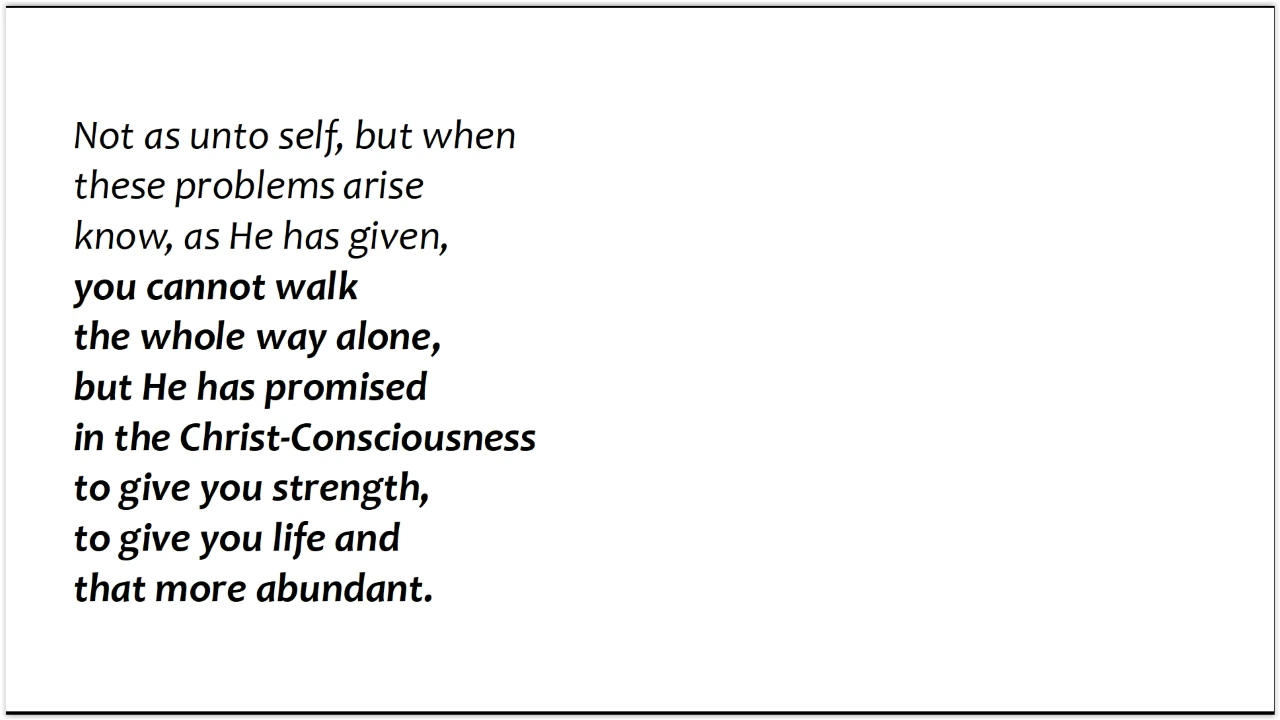 Not as unto self, but when
these problems arise
know, as He has given,
you cannot walk
the whole way alone,
but He has promised
in the Christ-Consciousness
to give you strength,
to give you life and
that more abundant.